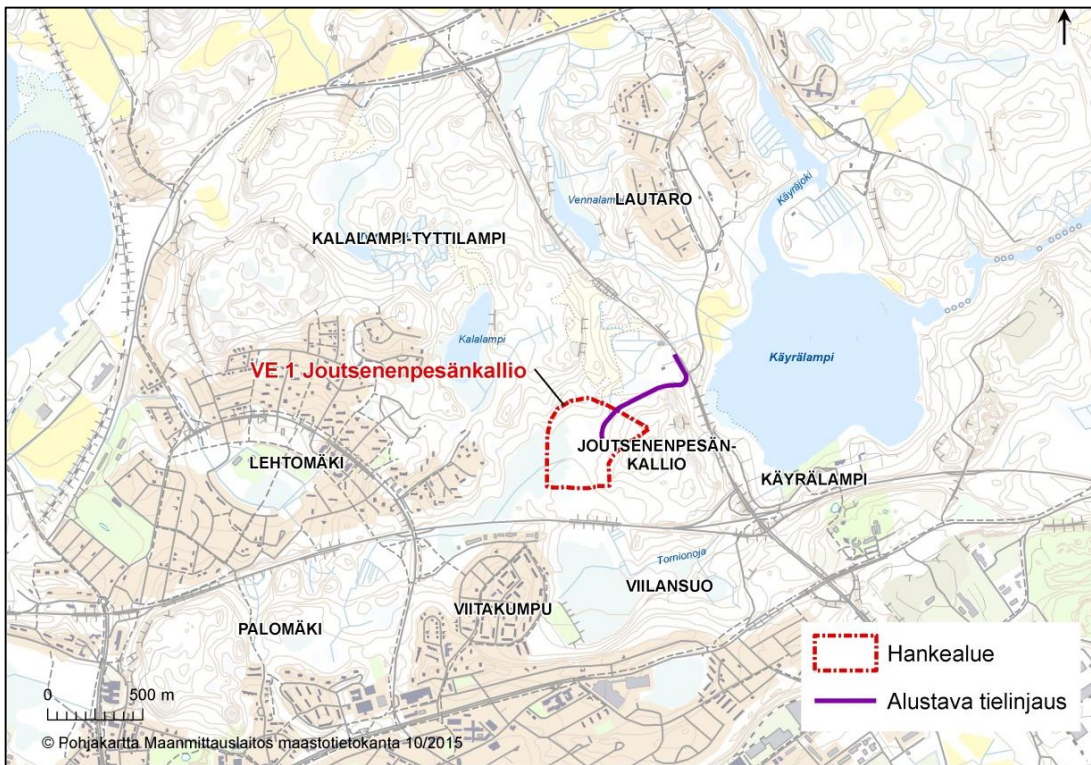 Käyräjoki
Vennalampi
LAUTARO
KALALAMPI-TYTTILAMPI
Kalalampi
Käyrälampi
VE 1 Joutsenenpesänkallio
JOUTSENENPESÄN-
KALLIO
LEHTOMÄKI
KÄYRÄLAMPI
Tornionoja
VIILANSUO
VIITAKUMPU
PALOMÄKI
Hankealue
Alustava tielinjaus
0 500 m
© Pohjakartta Maanmittauslaitos maastotietokanta 10/2015